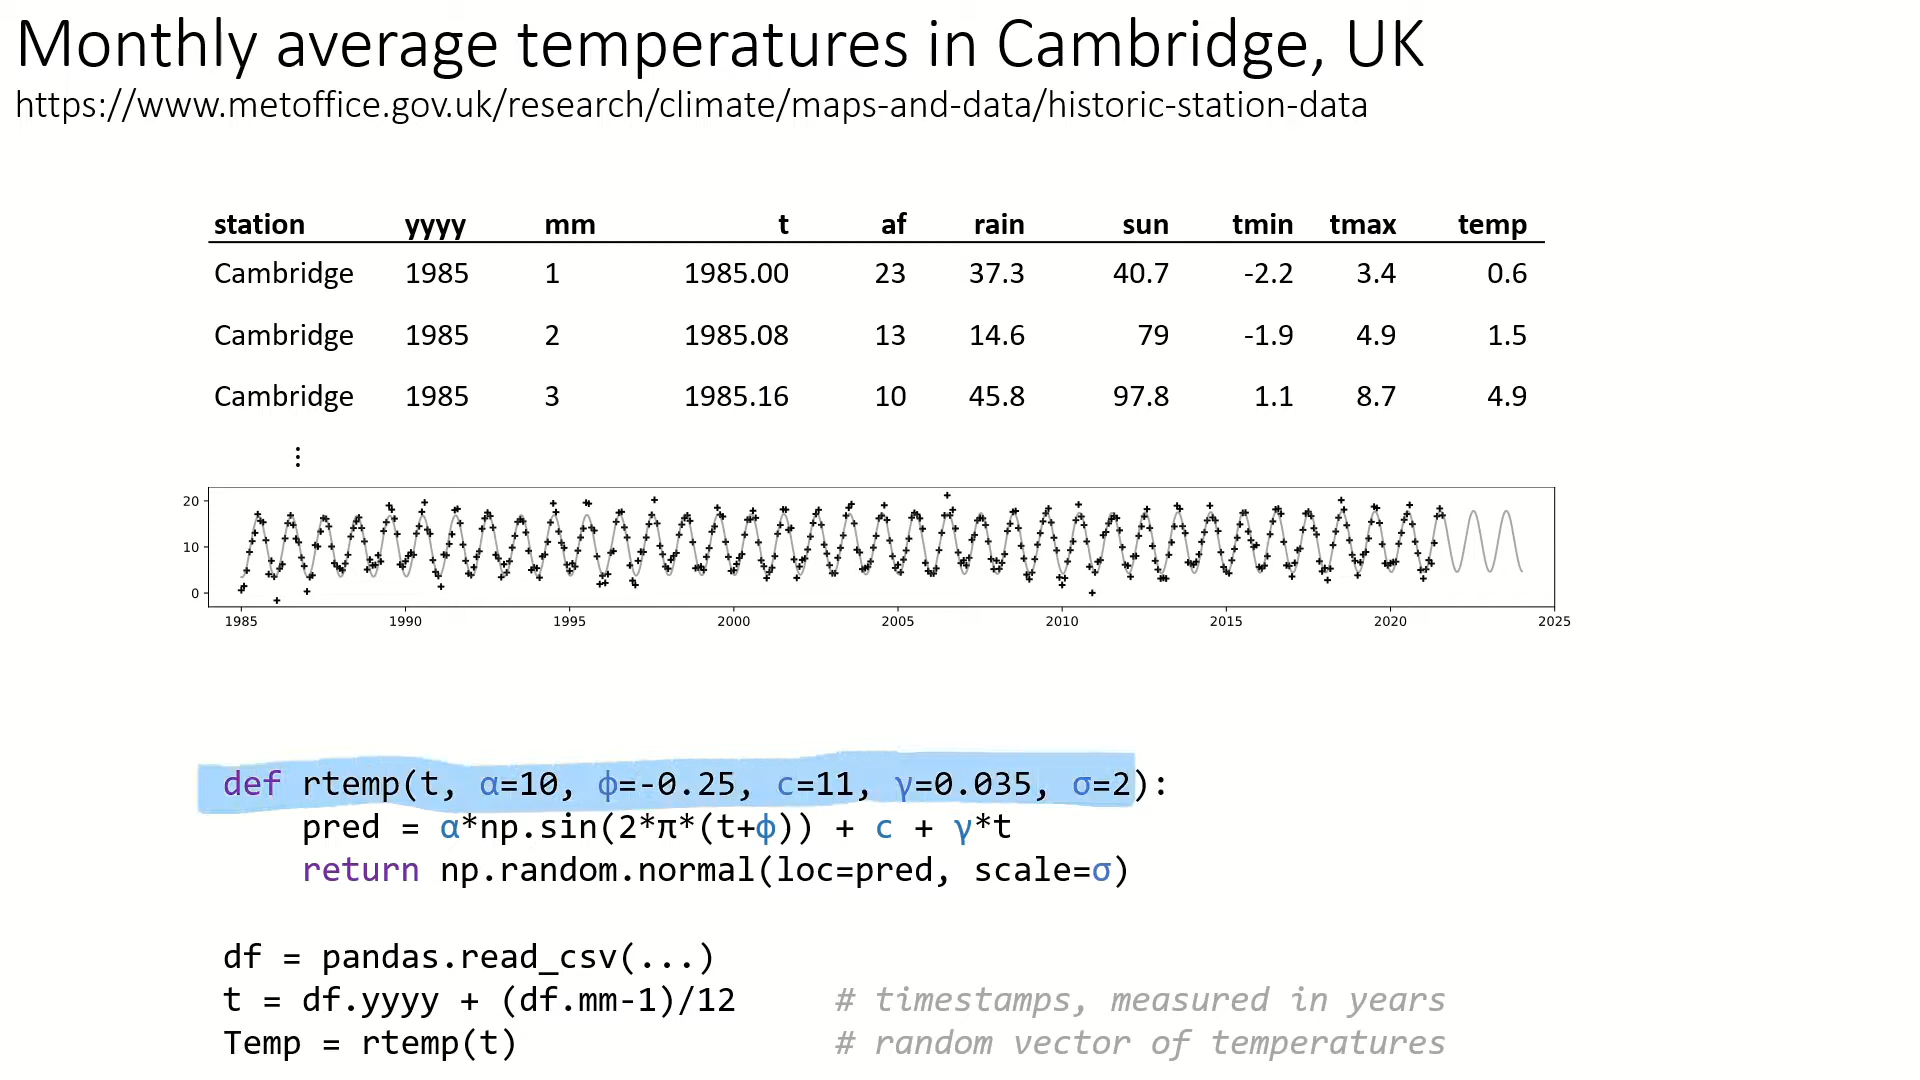 Monthly average temperatures in Cambridge, UK
https://www.metoffice.gov.uk/research/climate/maps-and-data/historic-station-data
station yyyy mm t af rain sun tmin tmax temp
Cambridge 1985 1 1985.00 23 37.3 40.7 -2.2 3.4 0.6
Cambridge 1985 2 1985.08 13 14.6 79 -1.9 4.9 1.5
Cambridge 1985 3 1985.16 10 45.8 97.8 1.1 8.7 4.9
⋮
20
10
0
1985 1990 1995 2000 2005 2010 2015 2020 2025
def rtemp(t, α=10, ϕ=-0.25, c=11, γ=0.035, σ=2):
pred = α*np.sin(2*π*(t+ϕ)) + c + γ*t
return np.random.normal(loc=pred, scale=σ)
df = pandas.read_csv(...)
t = df.yyyy + (df.mm-1)/12 # timestamps, measured in years
Temp = rtemp(t) # random vector of temperatures